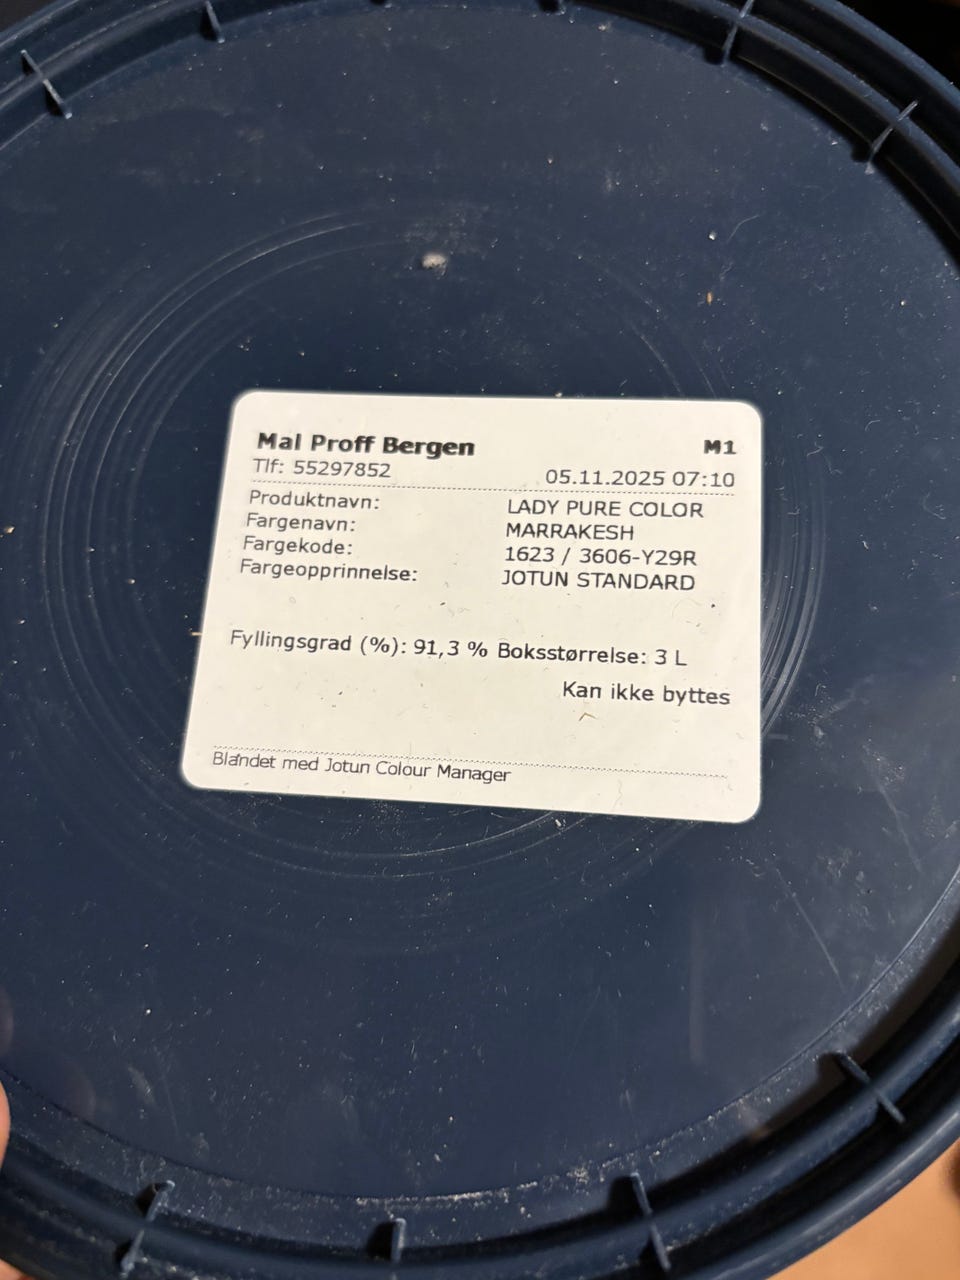 Mal Proff Bergen M1
Tlf: 55297852 05.11.2025 07:10
Produktnavn: LADY PURE COLOR
Fargenavn: MARRAKESH
Fargekode: 1623 / 3606-Y29R
Fargeopprinnelse: JOTUN STANDARD
Fyllingsgrad (%): 91,3 % Boksstørrelse: 3 L
Kan ikke byttes
Blandet med Jotun Colour Manager